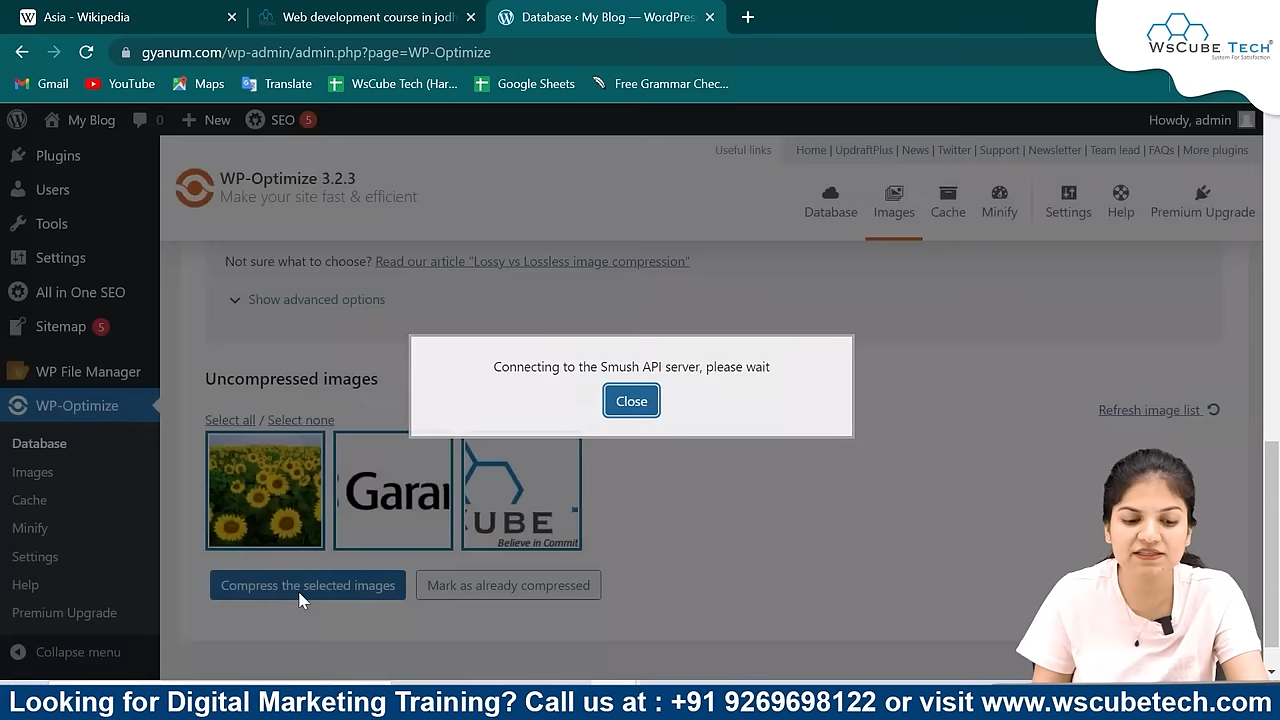 Asia - Wikipedia
Web development course in jodh
Database ‹ My Blog — WordPres
WSCUBE TECH
System For Satisfaction
gyanum.com/wp-admin/admin.php?page=WP-Optimize
Gmail
YouTube
Maps
Translate
WsCube Tech (Har...
Google Sheets
Free Grammar Chec...
My Blog
0
New
SEO 5
Howdy, admin
Plugins
Users
Tools
Settings
All in One SEO
Sitemap 5
WP File Manager
WP-Optimize
Database
Images
Cache
Minify
Settings
Help
Premium Upgrade
Collapse menu
Useful links
Home | UpdraftPlus | News | Twitter | Support | Newsletter | Team lead | FAQs | More plugins
WP-Optimize 3.2.3
Make your site fast & efficient
Database
Images
Cache
Minify
Settings
Help
Premium Upgrade
Not sure what to choose? Read our article "Lossy vs Lossless image compression"
Show advanced options
Connecting to the Smush API server, please wait
Close
Uncompressed images
Select all / Select none
Refresh image list
Garan
CUBE
Believe in Commit
Compress the selected images
Mark as already compressed
Looking for Digital Marketing Training? Call us at : +91 9269698122 or visit www.wscubetech.com